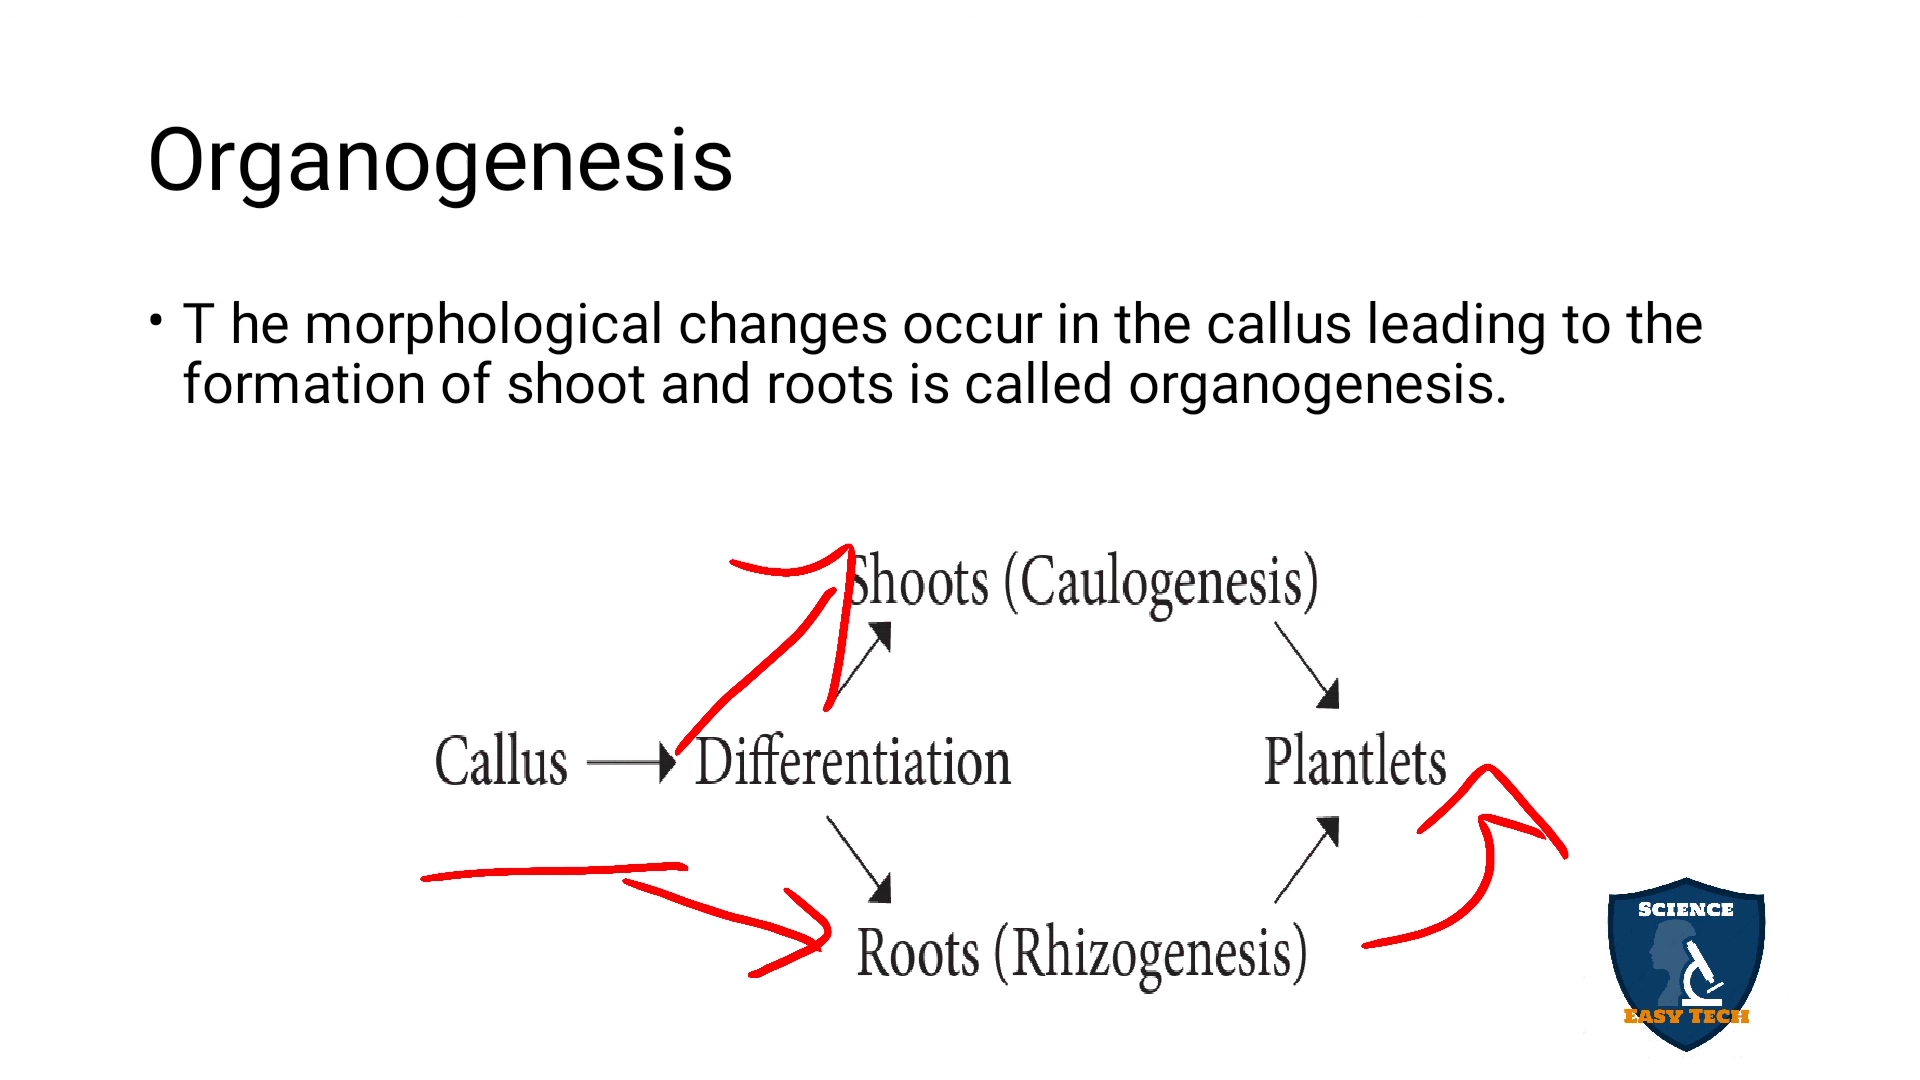 Organogenesis
• T he morphological changes occur in the callus leading to the
formation of shoot and roots is called organogenesis.
Shoots (Caulogenesis)
Callus → Differentiation Plantlets
Roots (Rhizogenesis)
SCIENCE
EASY TECH